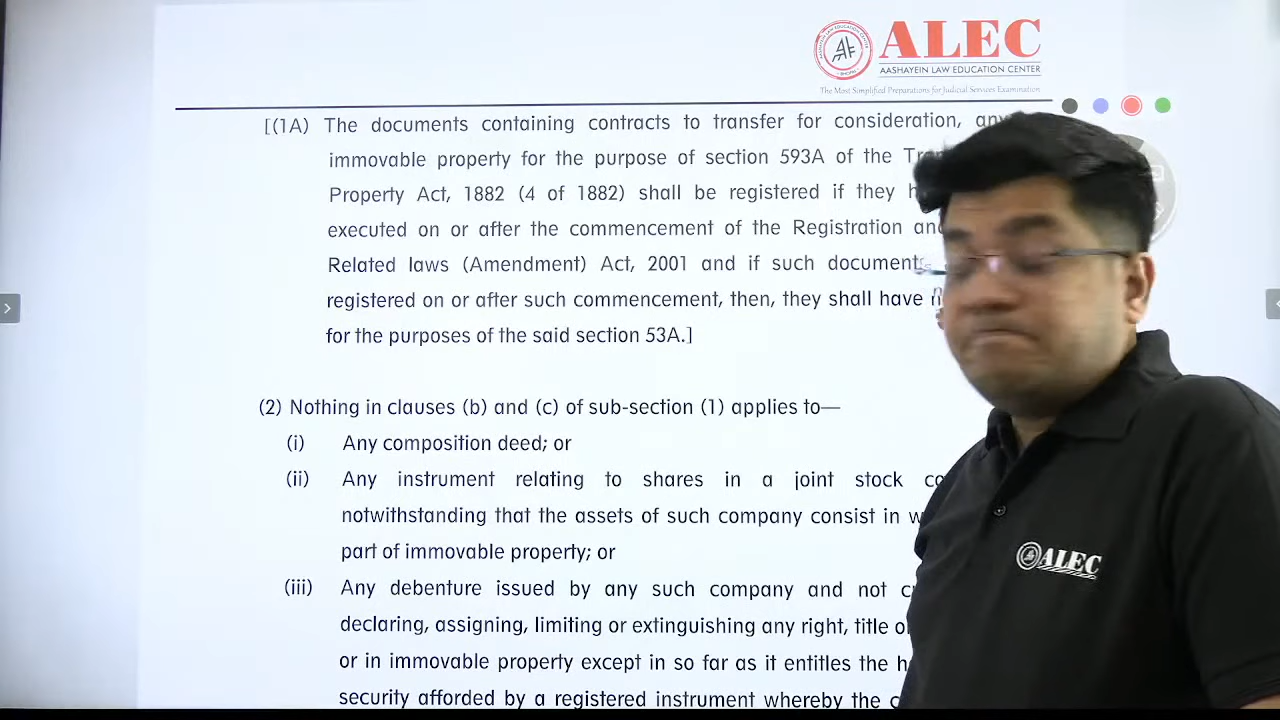 ALEC
AASHAYEIN LAW EDUCATION CENTER
The Most Simplified Preparations for Judicial Services Examination
[(1A) The documents containing contracts to transfer for consideration, any
immovable property for the purpose of section 593A of the
Property Act, 1882 (4 of 1882) shall be registered if they
executed on or after the commencement of the Registration
Related laws (Amendment) Act, 2001 and if such document
registered on or after such commencement, then, they shall have
for the purposes of the said section 53A.]
(2) Nothing in clauses (b) and (c) of sub-section (1) applies to—
(i) Any composition deed; or
(ii) Any instrument relating to shares in a joint stock
notwithstanding that the assets of such company consist in
part of immovable property; or
(iii) Any debenture issued by any such company and not
declaring, assigning, limiting or extinguishing any right, title
or in immovable property except in so far as it entitles the
security afforded by a registered instrument whereby the
ALEC